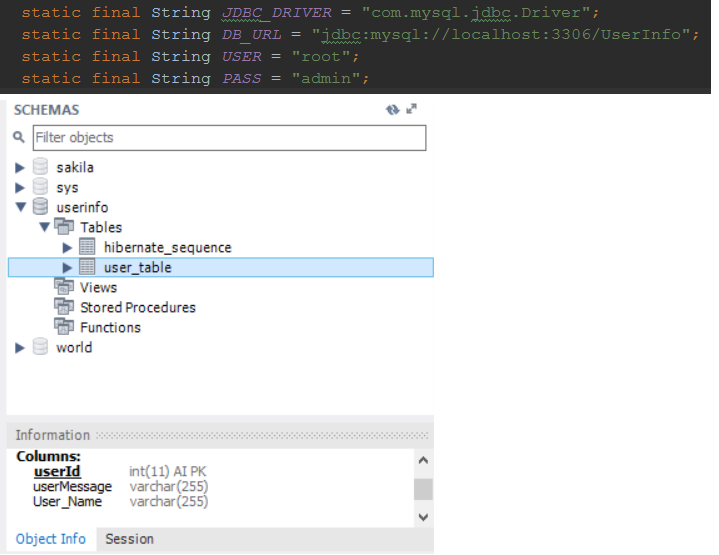 static final String JDBC_DRIVER = "com.mysql.jdbc.Driver";
static final String DB_URL = "jdbc:mysql://localhost:3306/UserInfo";
static final String USER = "root";
static final String PASS = "admin";
SCHEMAS
Filter objects
sakila
sys
userinfo
Tables
hibernate_sequence
user_table
Views
Stored Procedures
Functions
world
Information
Columns:
userId int(11) AI PK
userMessage varchar(255)
User_Name varchar(255)
Object Info Session